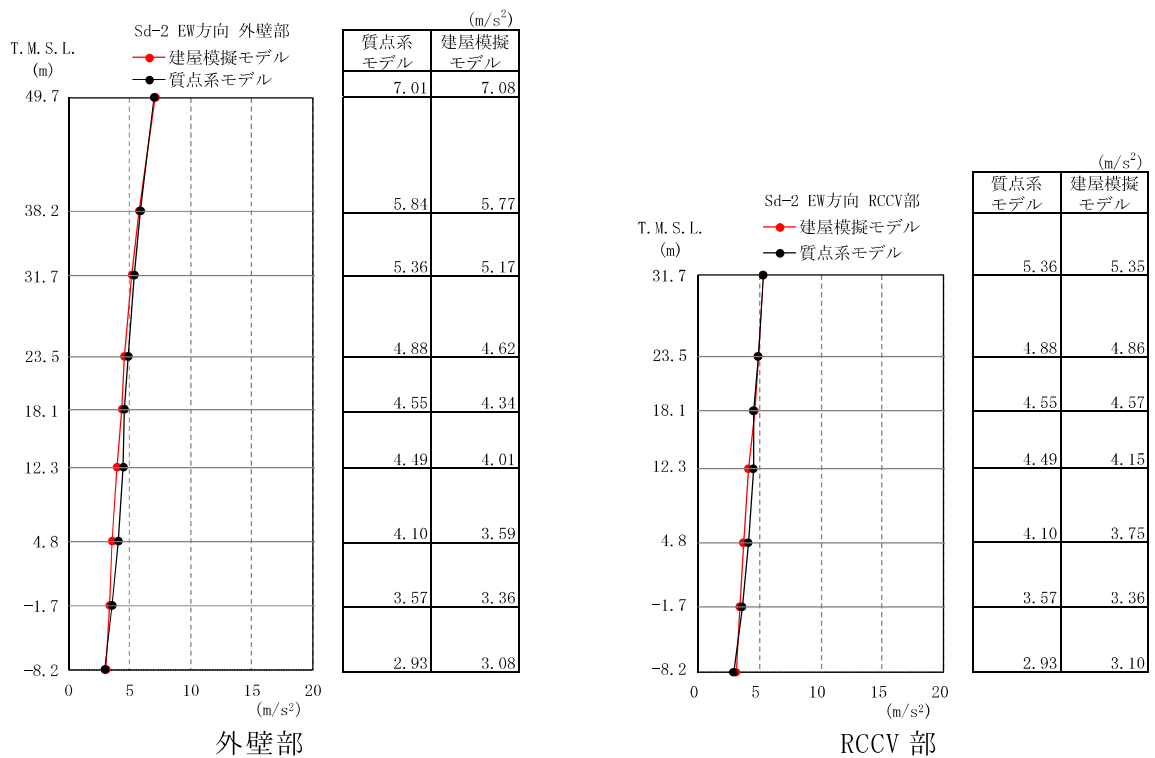 Sd-2 EW方向 外壁部
T.M.S.L.
(m)
建屋模擬モデル
質点系モデル
49.7
38.2
31.7
23.5
18.1
12.3
4.8
-1.7
-8.2
0 5 10 15 20
(m/s²)
(m/s²)
質点系モデル 建屋模擬モデル
7.01 7.08
5.84 5.77
5.36 5.17
4.88 4.62
4.55 4.34
4.49 4.01
4.10 3.59
3.57 3.36
2.93 3.08
外壁部
Sd-2 EW方向 RCCV部
T.M.S.L.
(m)
建屋模擬モデル
質点系モデル
31.7
23.5
18.1
12.3
4.8
-1.7
-8.2
0 5 10 15 20
(m/s²)
(m/s²)
質点系モデル 建屋模擬モデル
5.36 5.35
4.88 4.86
4.55 4.57
4.49 4.15
4.10 3.75
3.57 3.36
2.93 3.10
RCCV 部